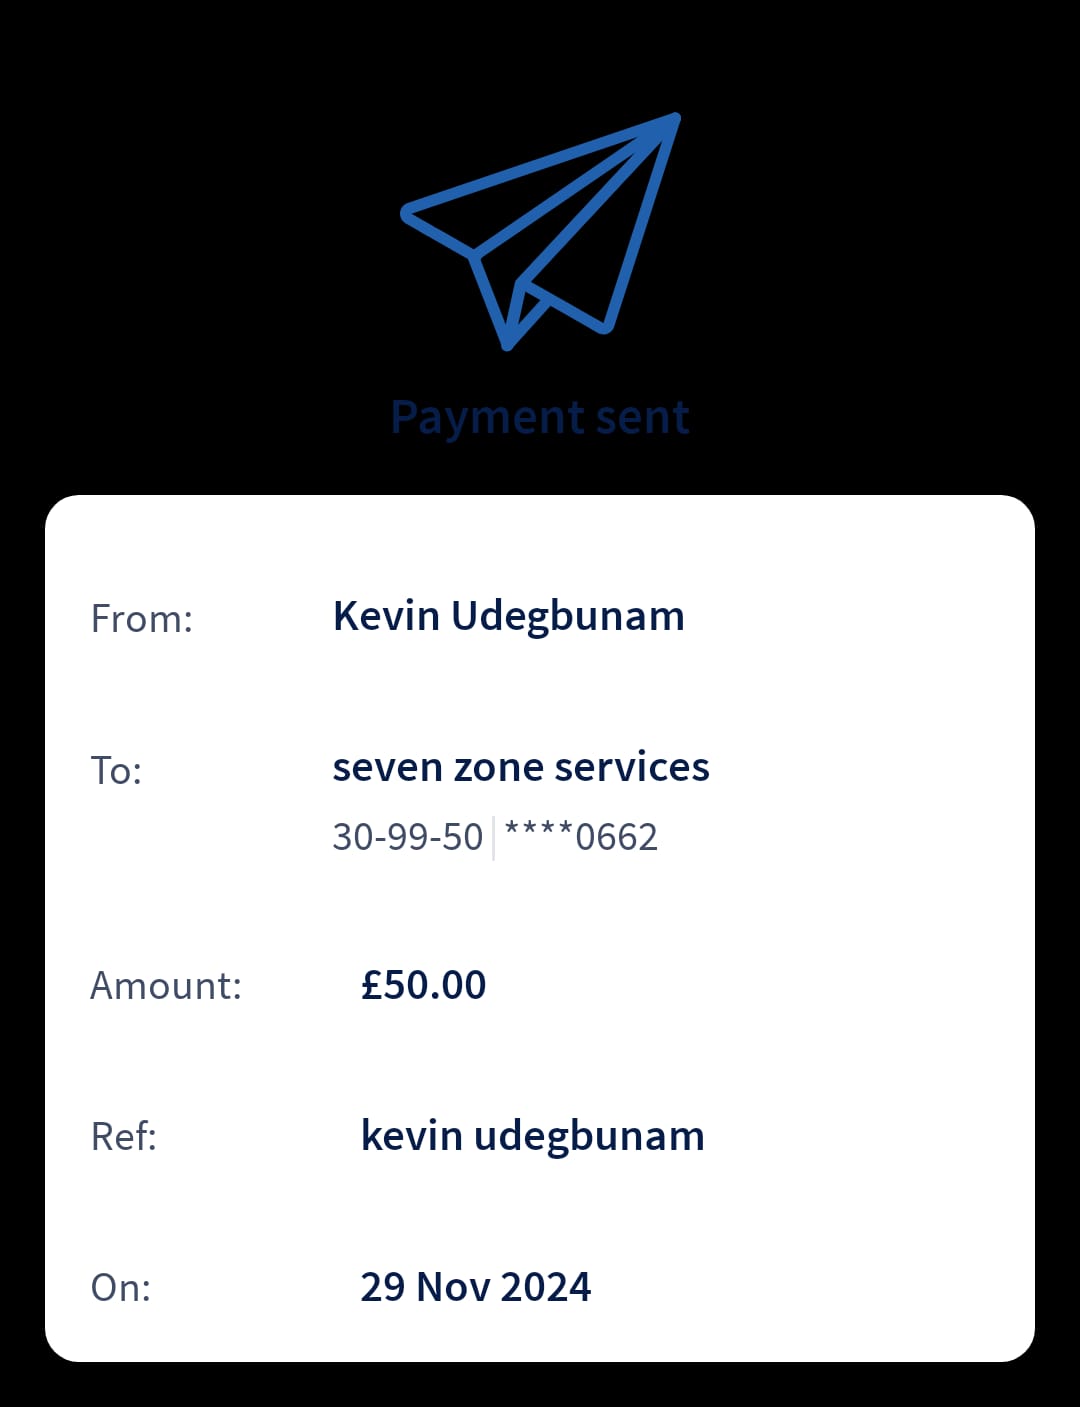 Payment sent
From: Kevin Udegbunam
To: seven zone services
30-99-50 ****0662
Amount: £50.00
Ref: kevin udegbunam
On: 29 Nov 2024